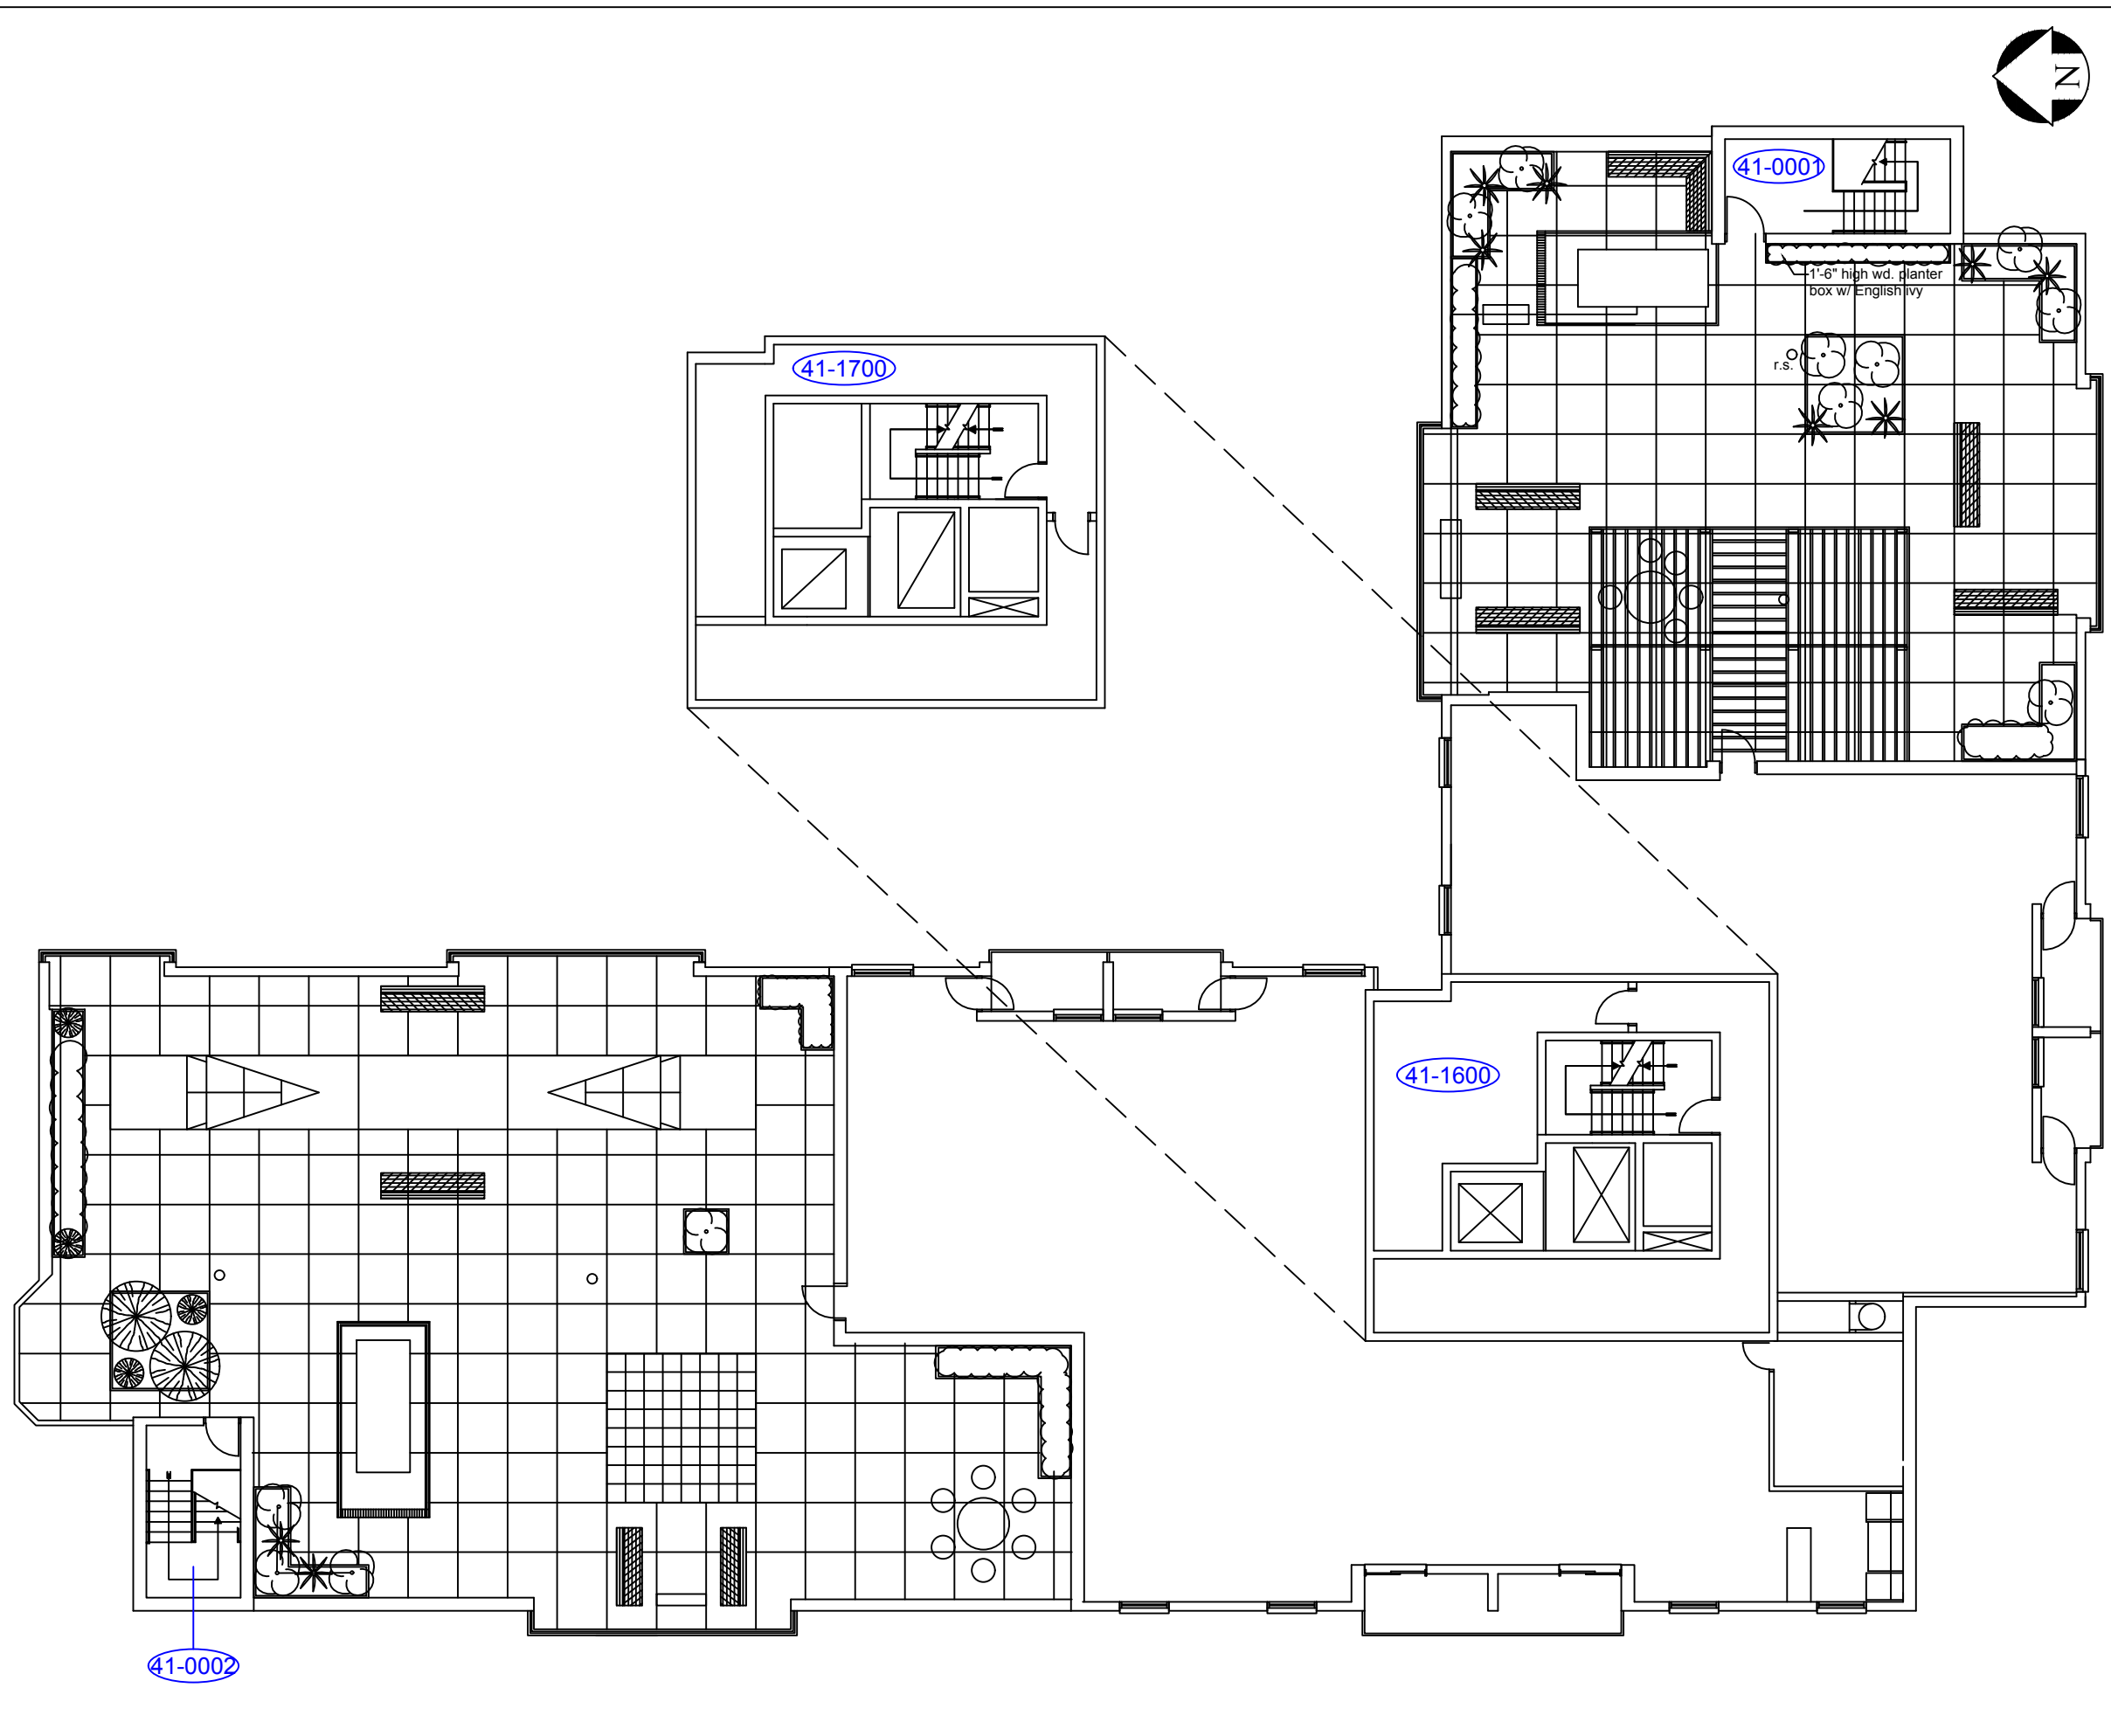 N
41-0001
1'-6" high wd. planter
box w/ English ivy
r.s.
41-1700
41-1600
41-0002